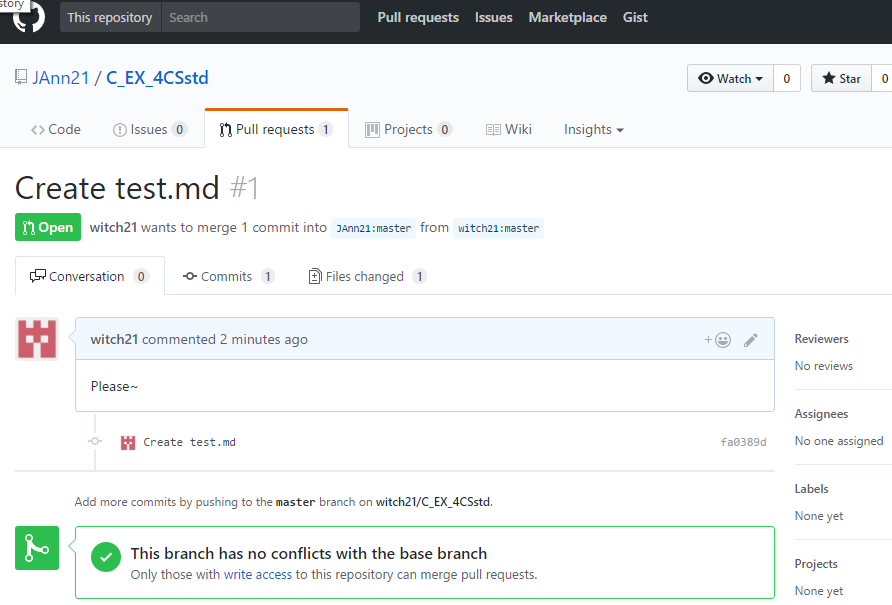 story
This repository Search Pull requests Issues Marketplace Gist
JAnn21 / C_EX_4CSstd Watch 0 Star 0
Code Issues 0 Pull requests 1 Projects 0 Wiki Insights
Create test.md #1
Open witch21 wants to merge 1 commit into JAnn21:master from witch21:master
Conversation 0 Commits 1 Files changed 1
witch21 commented 2 minutes ago
Please~
Create test.md fa0389d
Add more commits by pushing to the master branch on witch21/C_EX_4CSstd.
This branch has no conflicts with the base branch
Only those with write access to this repository can merge pull requests.
Reviewers
No reviews
Assignees
No one assigned
Labels
None yet
Projects
None yet